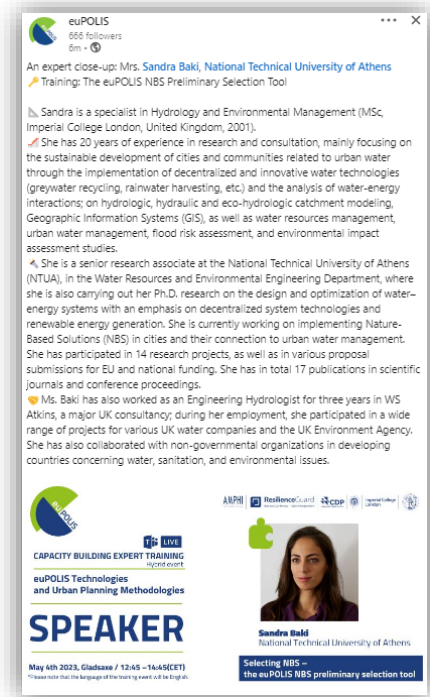 euPOLIS
666 followers
6m •
An expert close-up: Mrs. Sandra Baki, National Technical University of Athens
Training: The euPOLIS NBS Preliminary Selection Tool
Sandra is a specialist in Hydrology and Environmental Management (MSc,
Imperial College London, United Kingdom, 2001).
She has 20 years of experience in research and consultation, mainly focusing on
the sustainable development of cities and communities related to urban water
through the implementation of decentralized and innovative water technologies
(greywater recycling, rainwater harvesting, etc.) and the analysis of water-energy
interactions; on hydrologic, hydraulic and eco-hydrologic catchment modeling,
Geographic Information Systems (GIS), as well as water resources management,
urban water management, flood risk assessment, and environmental impact
assessment studies.
She is a senior research associate at the National Technical University of Athens
(NTUA), in the Water Resources and Environmental Engineering Department, where
she is also carrying out her Ph.D. research on the design and optimization of water–
energy systems with an emphasis on decentralized system technologies and
renewable energy generation. She is currently working on implementing Nature-
Based Solutions (NBS) in cities and their connection to urban water management.
She has participated in 14 research projects, as well as in various proposal
submissions for EU and national funding. She has in total 17 publications in scientific
journals and conference proceedings.
Ms. Baki has also worked as an Engineering Hydrologist for three years in WS
Atkins, a major UK consultancy; during her employment, she participated in a wide
range of projects for various UK water companies and the UK Environment Agency.
She has also collaborated with non-governmental organizations in developing
countries concerning water, sanitation, and environmental issues.
euPOLIS
LIVE
CAPACITY BUILDING EXPERT TRAINING
Hybrid event
euPOLIS Technologies
and Urban Planning Methodologies
SPEAKER
May 4th 2023, Gladsaxe / 12:45 –14:45(CET)
*Please note that the language of the training event will be English
AMPHI ResilienceGuard CDP Imperial College
London
Sandra Baki
National Technical University of Athens
Selecting NBS –
the euPOLIS NBS preliminary selection tool